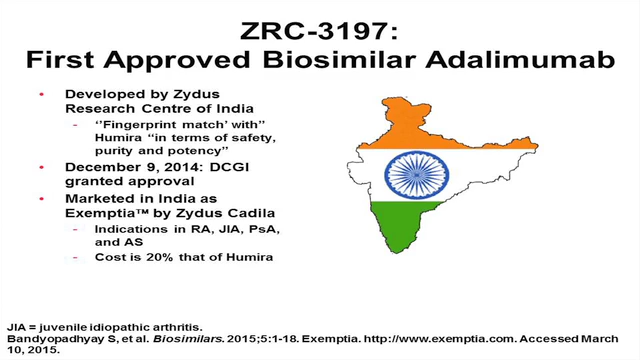 ZRC-3197:
First Approved Biosimilar Adalimumab
• Developed by Zydus
Research Centre of India
- ‘’Fingerprint match’ with”
Humira “in terms of safety,
purity and potency”
• December 9, 2014: DCGI
granted approval
• Marketed in India as
Exemptia™ by Zydus Cadila
- Indications in RA, JIA, PsA,
and AS
- Cost is 20% that of Humira
JIA = juvenile idiopathic arthritis.
Bandyopadhyay S, et al. Biosimilars. 2015;5:1-18. Exemptia. http://www.exemptia.com. Accessed March
10, 2015.